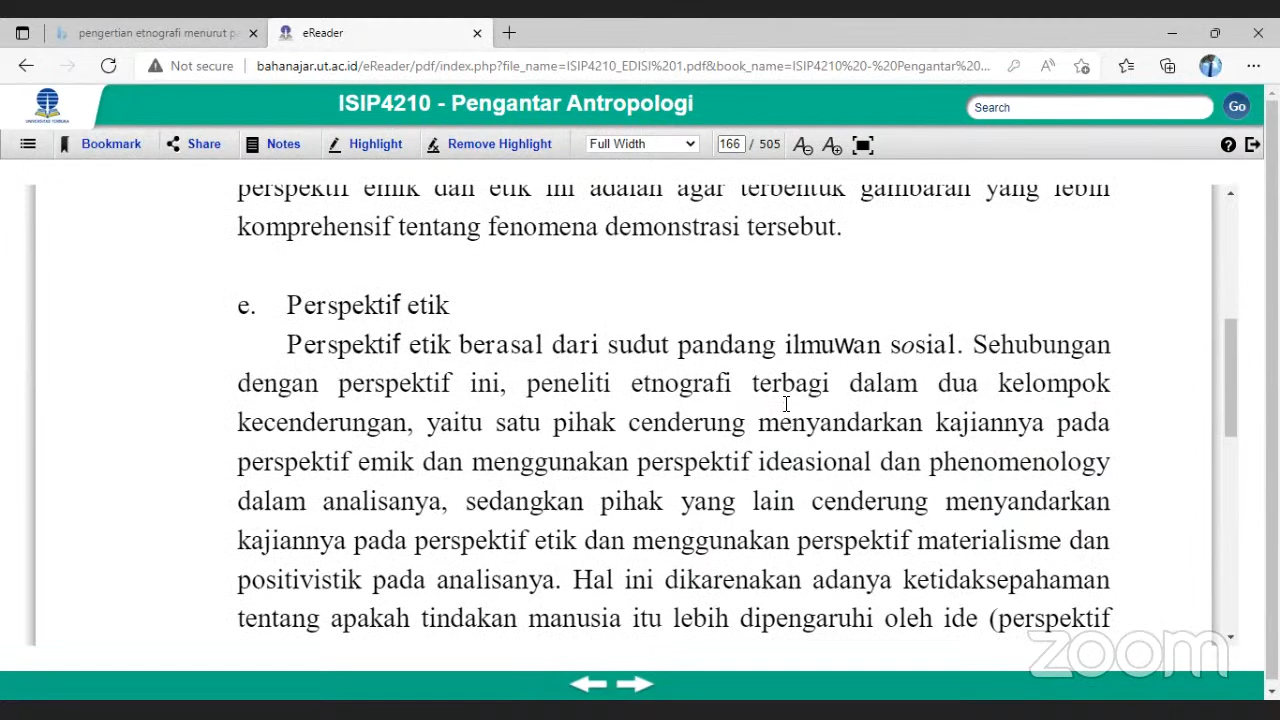 pengertian etnografi menurut pe
eReader
Not secure
bahanajar.ut.ac.id/eReader/pdf/index.php?file_name=ISIP4210_EDISI%201.pdf&book_name=ISIP4210%20-%20Pengantar%20...
ISIP4210 - Pengantar Antropologi
Search
Go
Bookmark
Share
Notes
Highlight
Remove Highlight
Full Width
166 / 505
perspektif emik dan etik ini adalah agar terbentuk gambaran yang lebih
komprehensif tentang fenomena demonstrasi tersebut.
e. Perspektif etik
Perspektif etik berasal dari sudut pandang ilmuwan sosial. Sehubungan
dengan perspektif ini, peneliti etnografi terbagi dalam dua kelompok
kecenderungan, yaitu satu pihak cenderung menyandarkan kajiannya pada
perspektif emik dan menggunakan perspektif ideasional dan phenomenology
dalam analisanya, sedangkan pihak yang lain cenderung menyandarkan
kajiannya pada perspektif etik dan menggunakan perspektif materialisme dan
positivistik pada analisanya. Hal ini dikarenakan adanya ketidaksepahaman
tentang apakah tindakan manusia itu lebih dipengaruhi oleh ide (perspektif
zoom